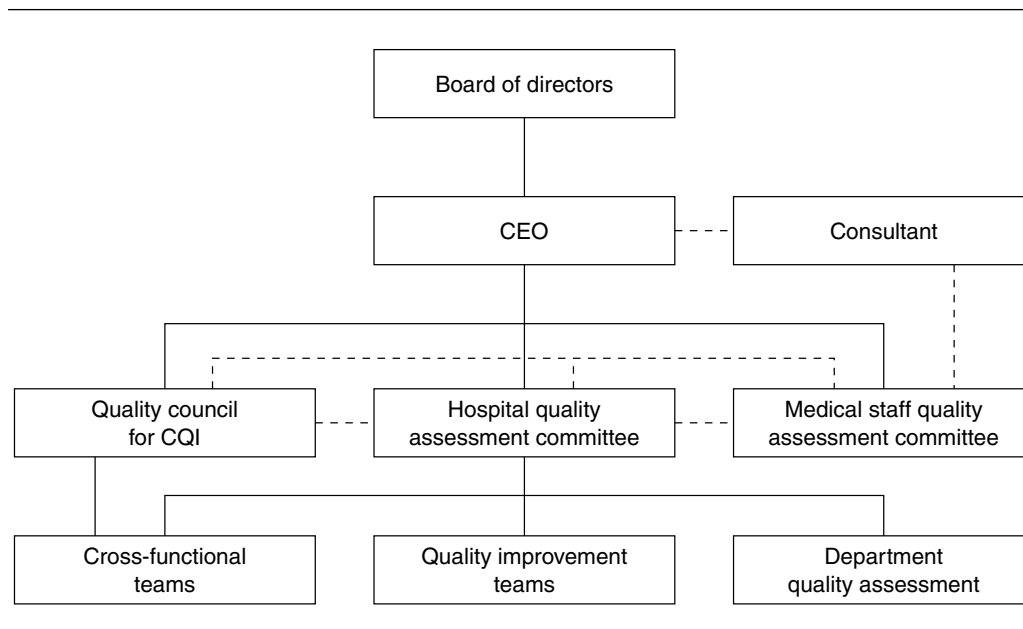 Board of directors
CEO
Consultant
Quality council
for CQI
Hospital quality
assessment committee
Medical staff quality
assessment committee
Cross-functional
teams
Quality improvement
teams
Department
quality assessment